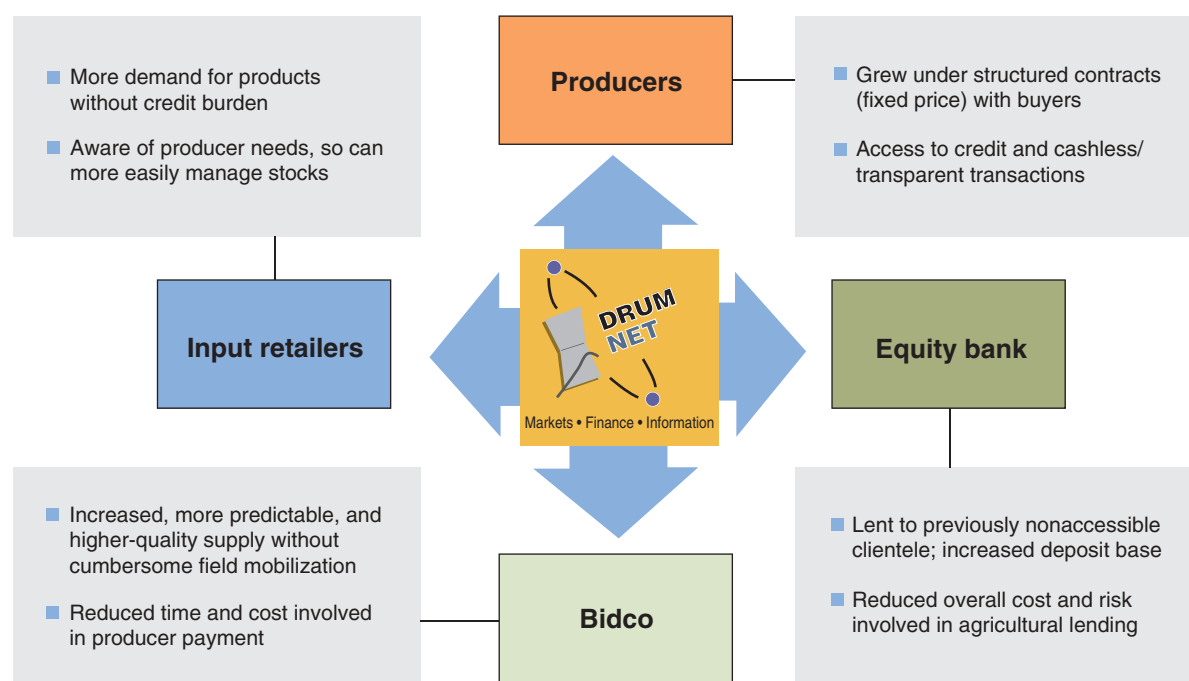 More demand for products
without credit burden
Aware of producer needs, so can
more easily manage stocks
Producers
Grew under structured contracts
(fixed price) with buyers
Access to credit and cashless/
transparent transactions
Input retailers
DRUM
NET
Markets • Finance • Information
Equity bank
Increased, more predictable, and
higher-quality supply without
cumbersome field mobilization
Reduced time and cost involved
in producer payment
Bidco
Lent to previously nonaccessible
clientele; increased deposit base
Reduced overall cost and risk
involved in agricultural lending